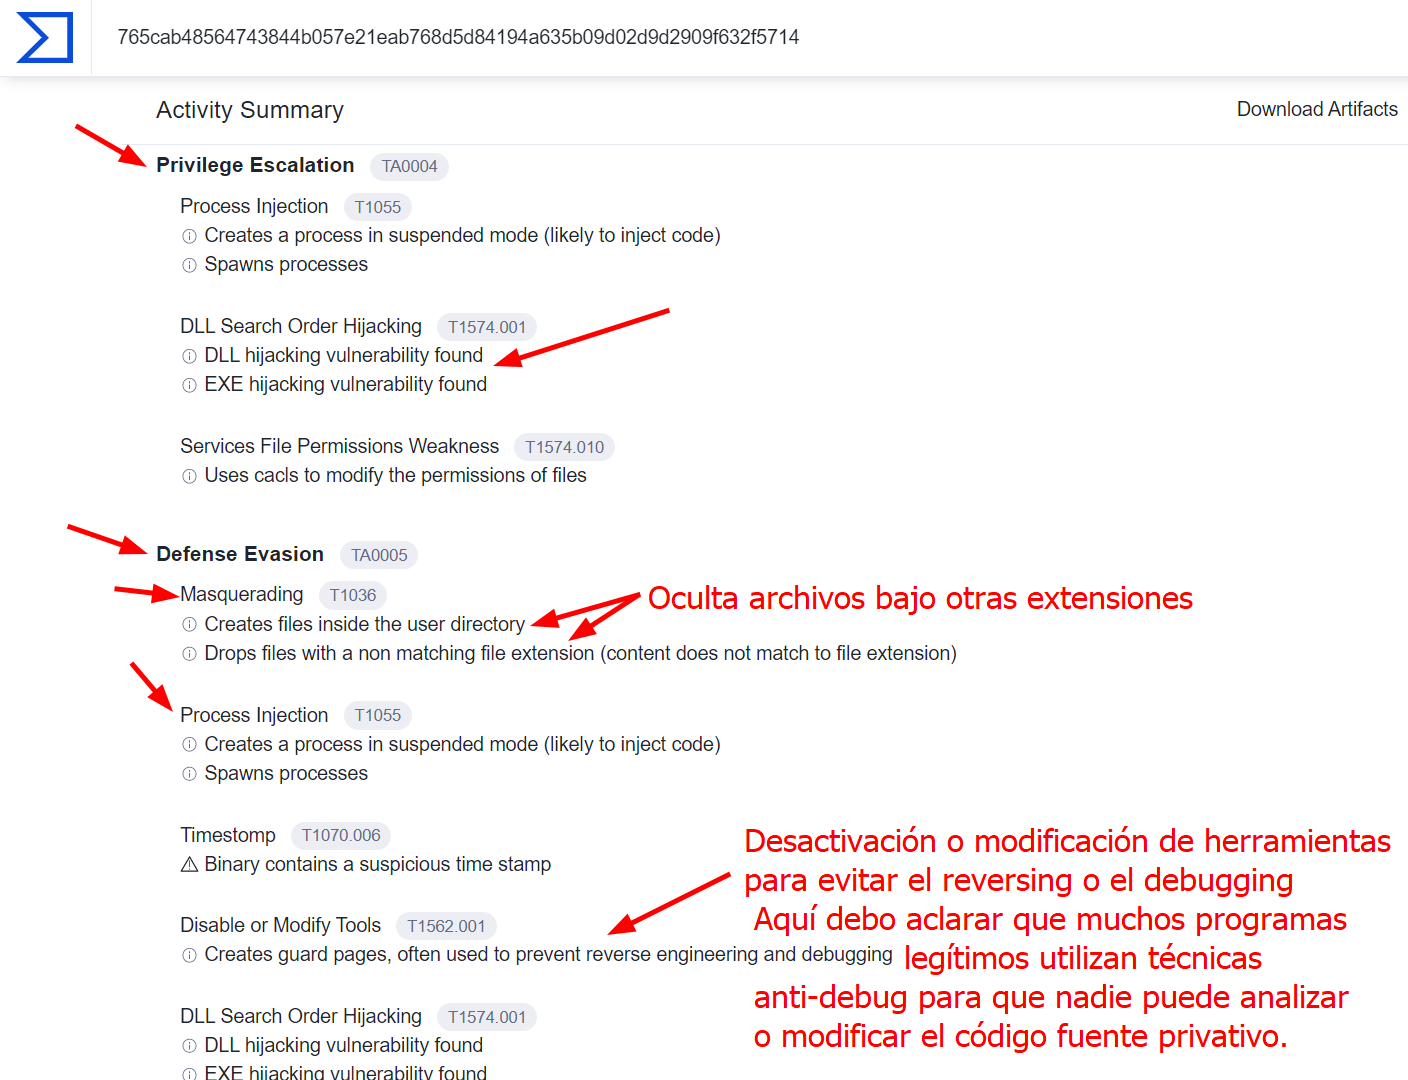 765cab48564743844b057e21eab768d5d84194a635b09d02d9d2909f632f5714
Activity Summary
Download Artifacts
Privilege Escalation TA0004
Process Injection T1055
Creates a process in suspended mode (likely to inject code)
Spawns processes
DLL Search Order Hijacking T1574.001
DLL hijacking vulnerability found
EXE hijacking vulnerability found
Services File Permissions Weakness T1574.010
Uses cacls to modify the permissions of files
Defense Evasion TA0005
Masquerading T1036
Oculta archivos bajo otras extensiones
Creates files inside the user directory
Drops files with a non matching file extension (content does not match to file extension)
Process Injection T1055
Creates a process in suspended mode (likely to inject code)
Spawns processes
Timestomp T1070.006
Binary contains a suspicious time stamp
Disable or Modify Tools T1562.001
Creates guard pages, often used to prevent reverse engineering and debugging
Desactivación o modificación de herramientas
para evitar el reversing o el debugging
Aquí debo aclarar que muchos programas
legítimos utilizan técnicas
anti-debug para que nadie puede analizar
o modificar el código fuente privativo.
DLL Search Order Hijacking T1574.001
DLL hijacking vulnerability found
EXE hijacking vulnerability found